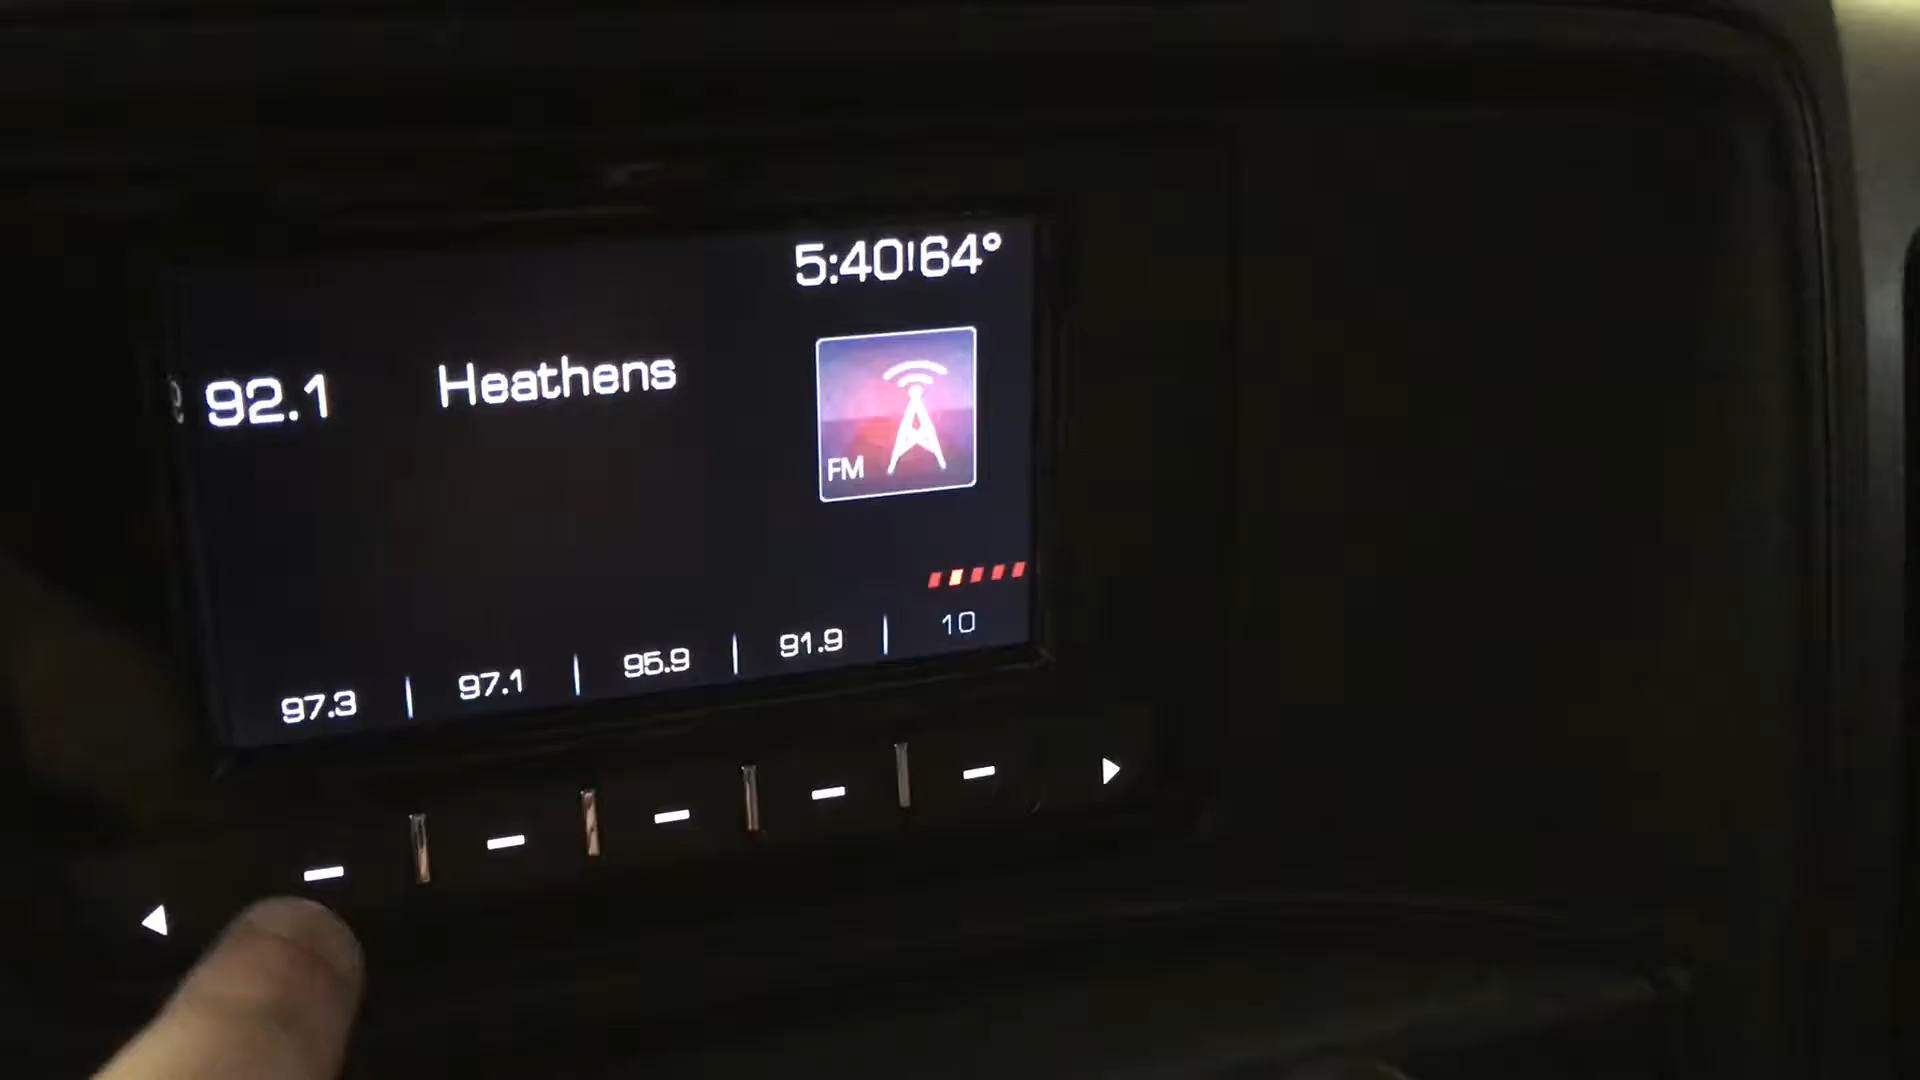 5:40 64°
92.1 Heathens
FM
97.3 | 97.1 | 95.9 | 91.9 | 10